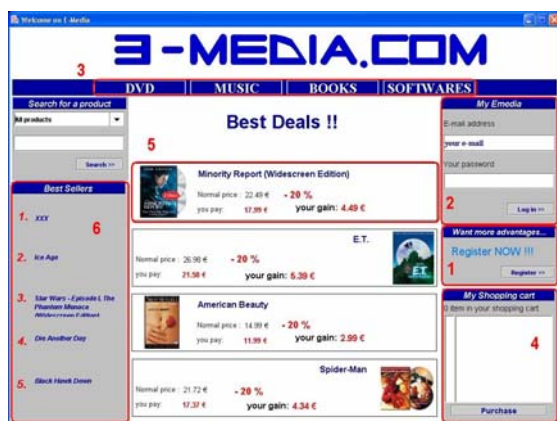 Welcome on E-Media
3-MEDIA.COM
3
DVD
MUSIC
BOOKS
SOFTWARES
Search for a product
All products
Search >>
Best Sellers
6
1. XXX
2. Ice Age
3. Star Wars - Episode I, The
Phantom Menace
(Widescreen Edition)
4. Die Another Day
5. Black Hawk Down
Best Deals !!
5
Minority Report (Widescreen Edition)
Normal price : 22.49 € - 20 %
you pay: 17.99 € your gain: 4.49 €
E.T.
Normal price : 26.98 € - 20 %
you pay: 21.58 € your gain: 5.39 €
E.T.
American Beauty
Normal price : 14.99 € - 20 %
you pay: 11.99 € your gain: 2.99 €
Spider-Man
Normal price : 21.72 € - 20 %
you pay: 17.37 € your gain: 4.34 €
My Emedia
E-mail address
your e-mail
Your password
2
Log in >>
Want more advantages...
Register NOW !!!
1
Register >>
My Shopping cart
0 item in your shopping cart
4
Purchase